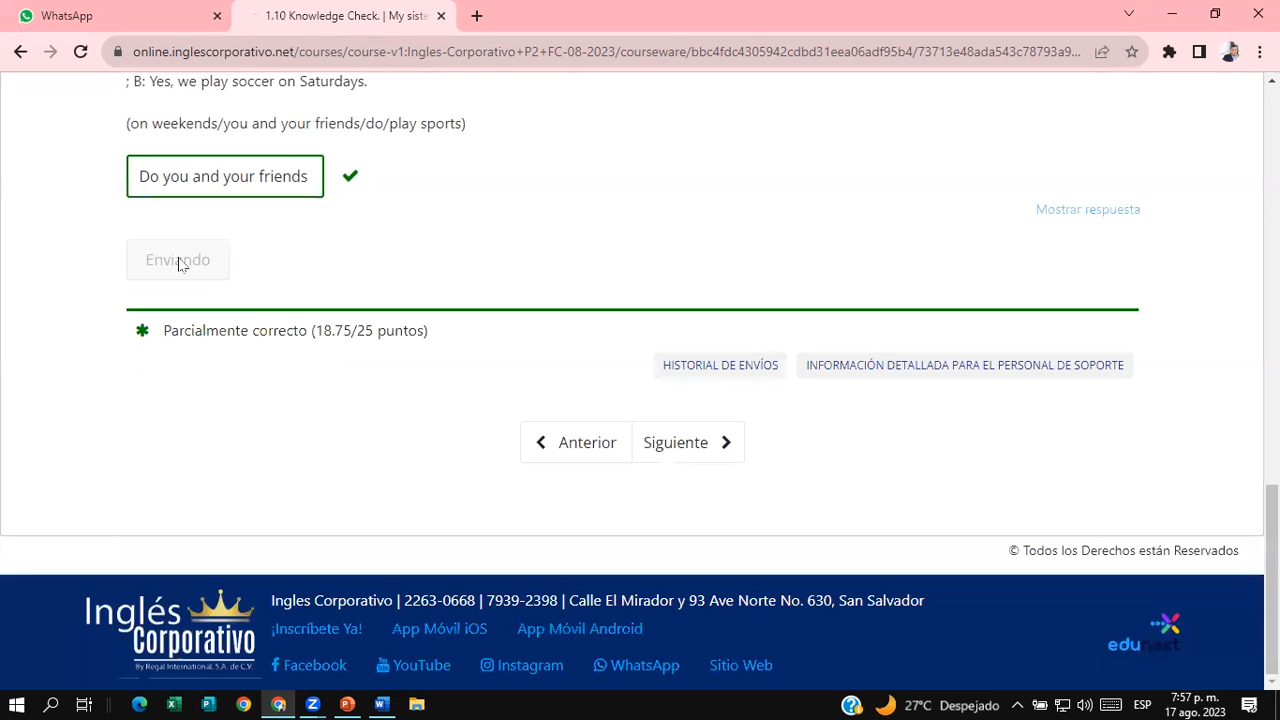 WhatsApp
1.10 Knowledge Check. | My siste
online.inglescorporativo.net/courses/course-v1:Ingles-Corporativo+P2+FC-08-2023/courseware/bbc4fdc4305942cdbd31eea06adf95b4/73713e48ada543c78793a9...
; B: Yes, we play soccer on Saturdays.
(on weekends/you and your friends/do/play sports)
Do you and your friends
Mostrar respuesta
Enviando
Parcialmente correcto (18.75/25 puntos)
HISTORIAL DE ENVÍOS INFORMACIÓN DETALLADA PARA EL PERSONAL DE SOPORTE
Anterior Siguiente
© Todos los Derechos están Reservados
Inglés Corporativo
By Regal International, S.A. de C.V.
Ingles Corporativo | 2263-0668 | 7939-2398 | Calle El Mirador y 93 Ave Norte No. 630, San Salvador
¡Inscríbete Ya! App Móvil iOS App Móvil Android
Facebook YouTube Instagram WhatsApp Sitio Web
edunext
27°C Despejado ESP 7:57 p. m.
17 ago. 2023